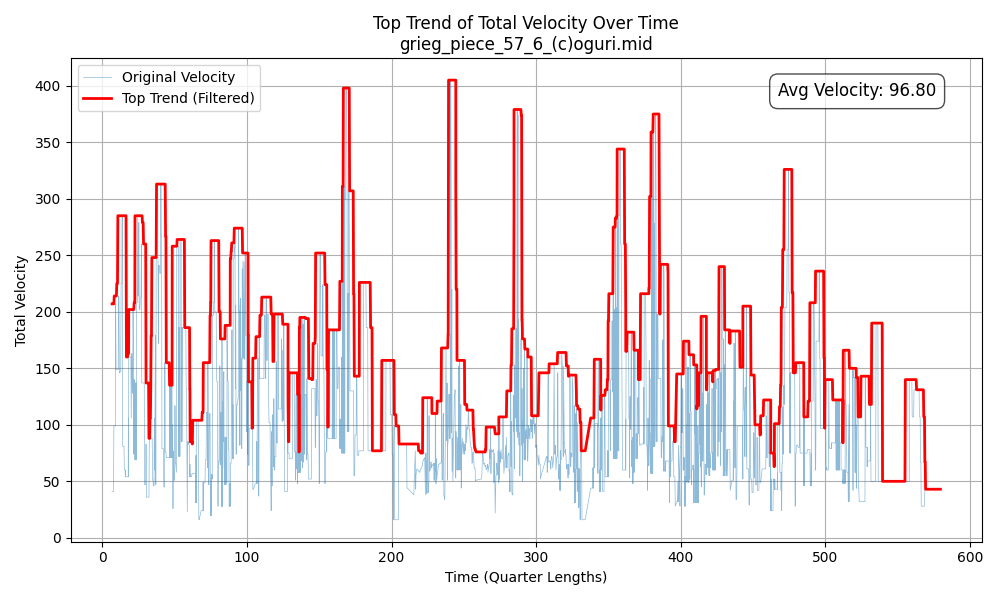 Top Trend of Total Velocity Over Time
grieg_piece_57_6_(c)oguri.mid
Original Velocity
Top Trend (Filtered)
Avg Velocity: 96.80
Total Velocity
400
350
300
250
200
150
100
50
0
0 100 200 300 400 500 600
Time (Quarter Lengths)